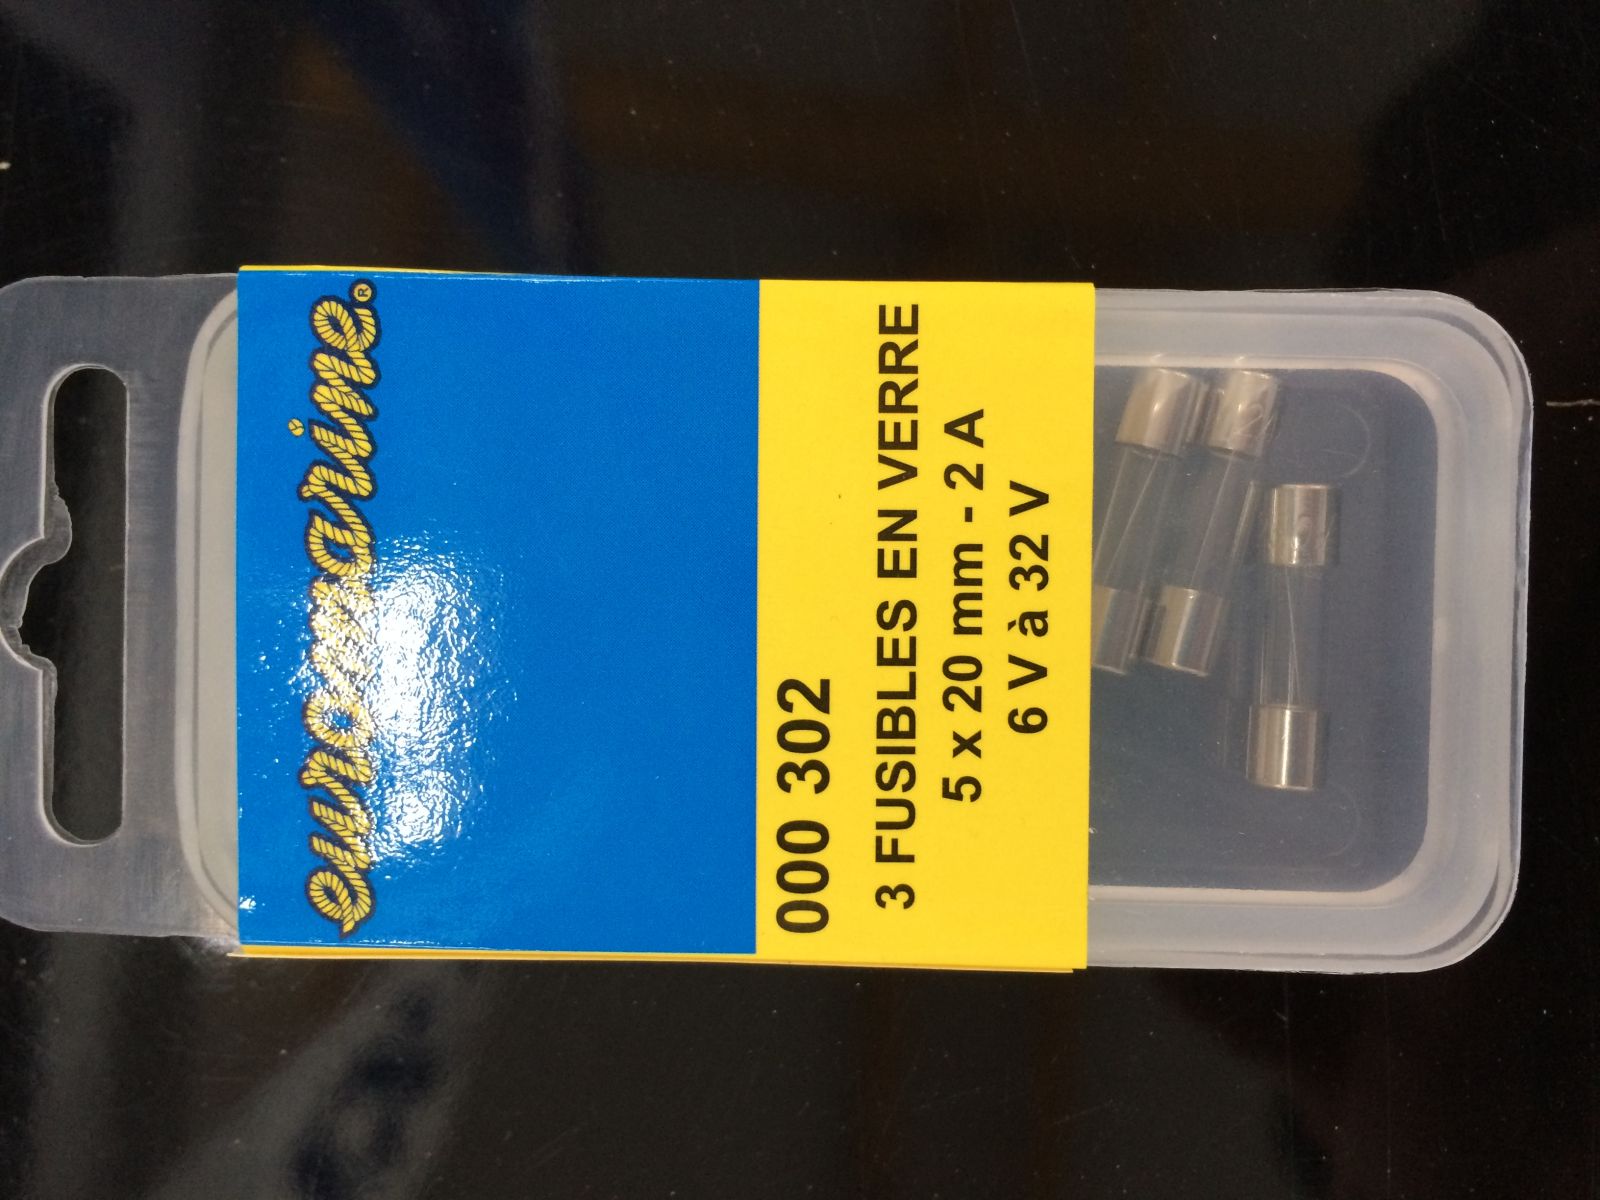 euromarine®
000 302
3 FUSIBLES EN VERRE
5 x 20 mm - 2 A
6 V à 32 V